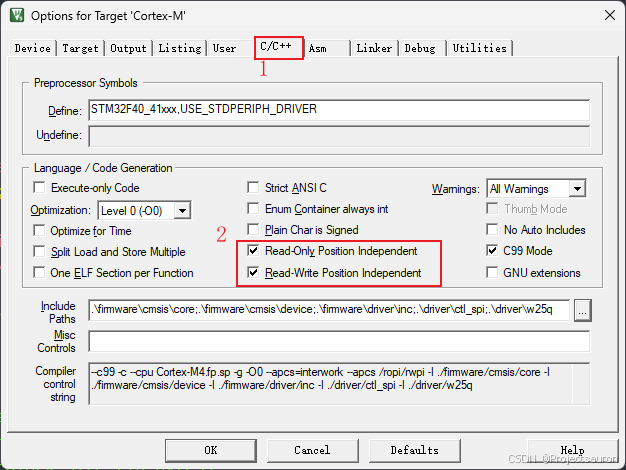 Options for Target 'Cortex-M'
Device Target Output Listing User C/C++ Asm Linker Debug Utilities
1
Preprocessor Symbols
Define: STM32F40_41xxx,USE_STDPERIPH_DRIVER
Undefine:
Language / Code Generation
Execute-only Code Strict ANSI C Warnings: All Warnings
Optimization: Level 0 (-O0) Enum Container always int Thumb Mode
Optimize for Time Plain Char is Signed No Auto Includes
2
Split Load and Store Multiple Read-Only Position Independent C99 Mode
One ELF Section per Function Read-Write Position Independent GNU extensions
Include Paths .\firmware\cmsis\core;.\firmware\cmsis\device;.\firmware\driver\inc;.\driver\ctl_spi;.\driver\w25q ...
Misc Controls
Compiler control string --c99 -c --cpu Cortex-M4.fp.sp -g -O0 --apcs=interwork --apcs /ropi/rwpi -I ./firmware/cmsis/core -I
./firmware/cmsis/device -I ./firmware/driver/inc -I ./driver/ctl_spi -I ./driver/w25q
OK Cancel Defaults Help
CSDN @Projectsauron